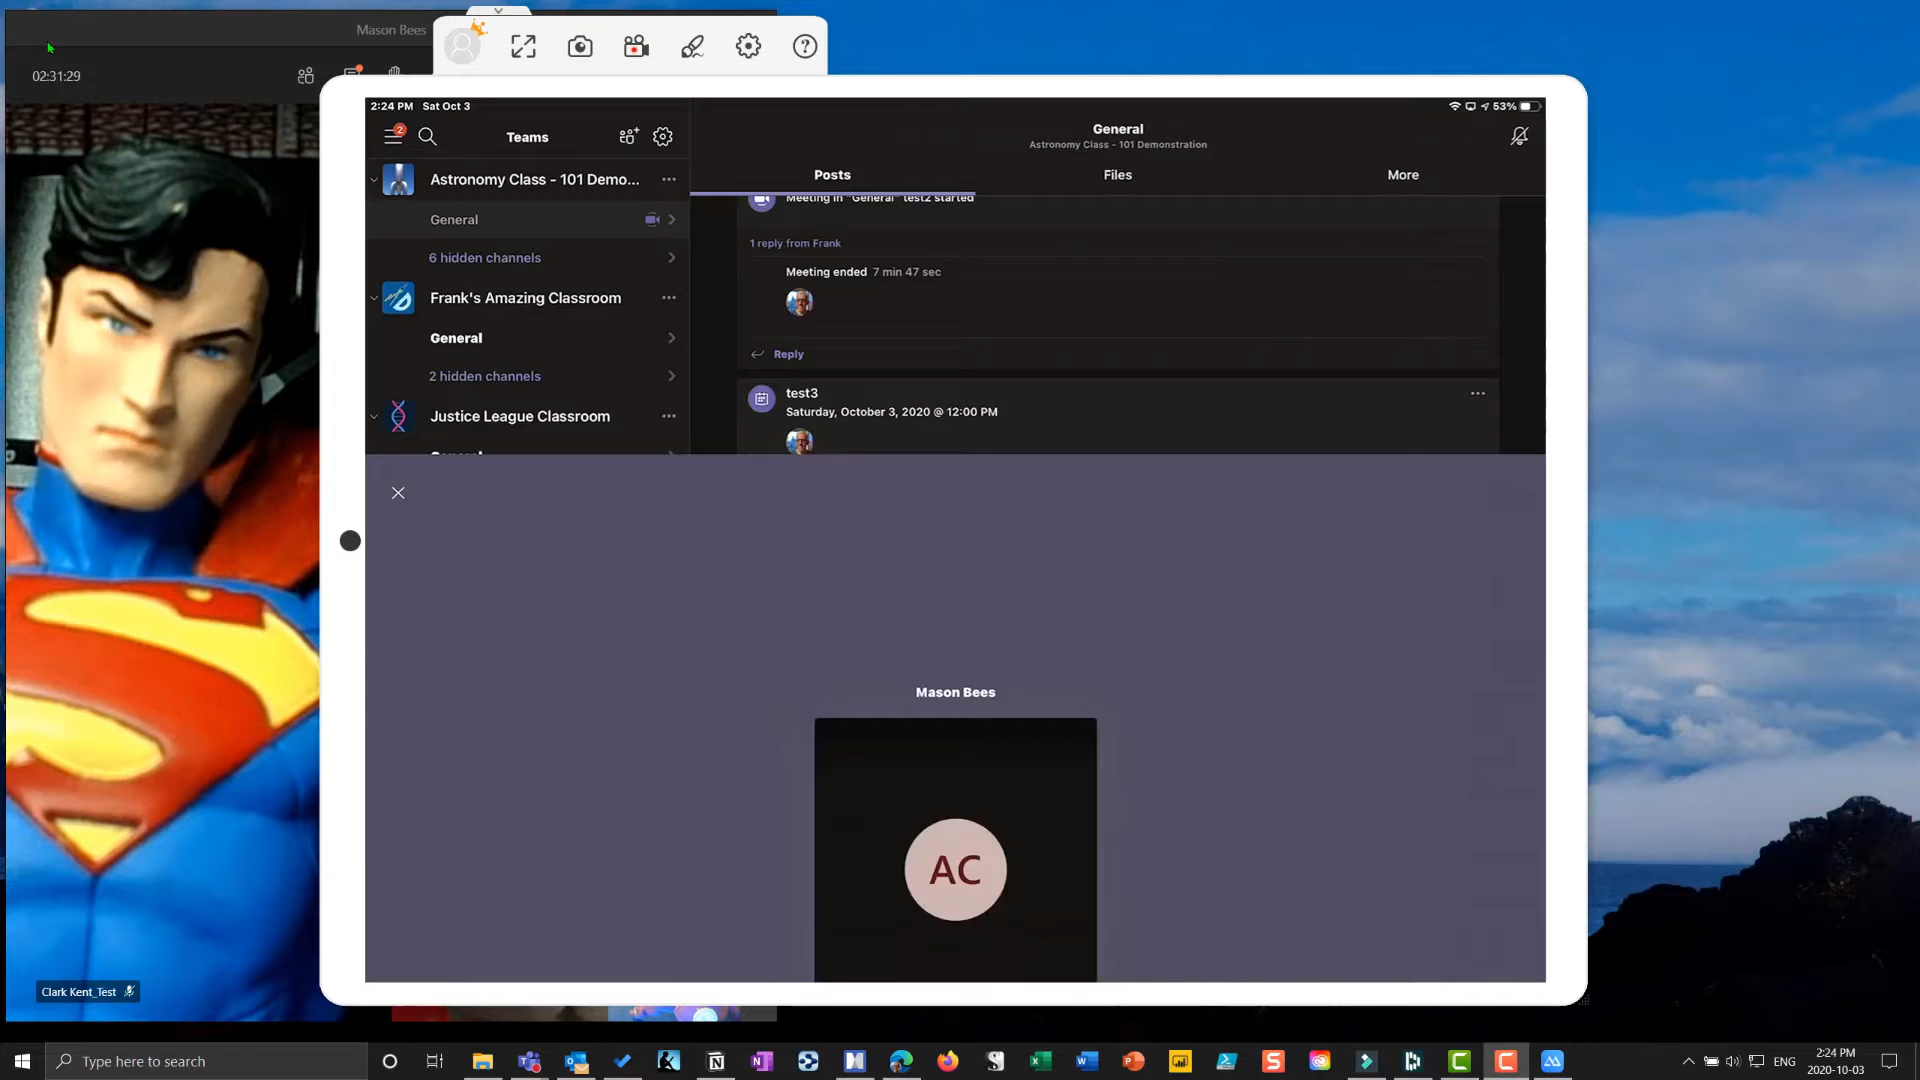 Mason Bees
02:31:29
2:24 PM Sat Oct 3
53%
2
Teams
General
Astronomy Class - 101 Demonstration
Posts
Files
More
Astronomy Class - 101 Demo...
General
6 hidden channels
Frank's Amazing Classroom
General
2 hidden channels
Justice League Classroom
General
Meeting in "General" test2 started
1 reply from Frank
Meeting ended 7 min 47 sec
Reply
test3
Saturday, October 3, 2020 @ 12:00 PM
Mason Bees
AC
Clark Kent_Test
Type here to search
ENG
2:24 PM
2020-10-03